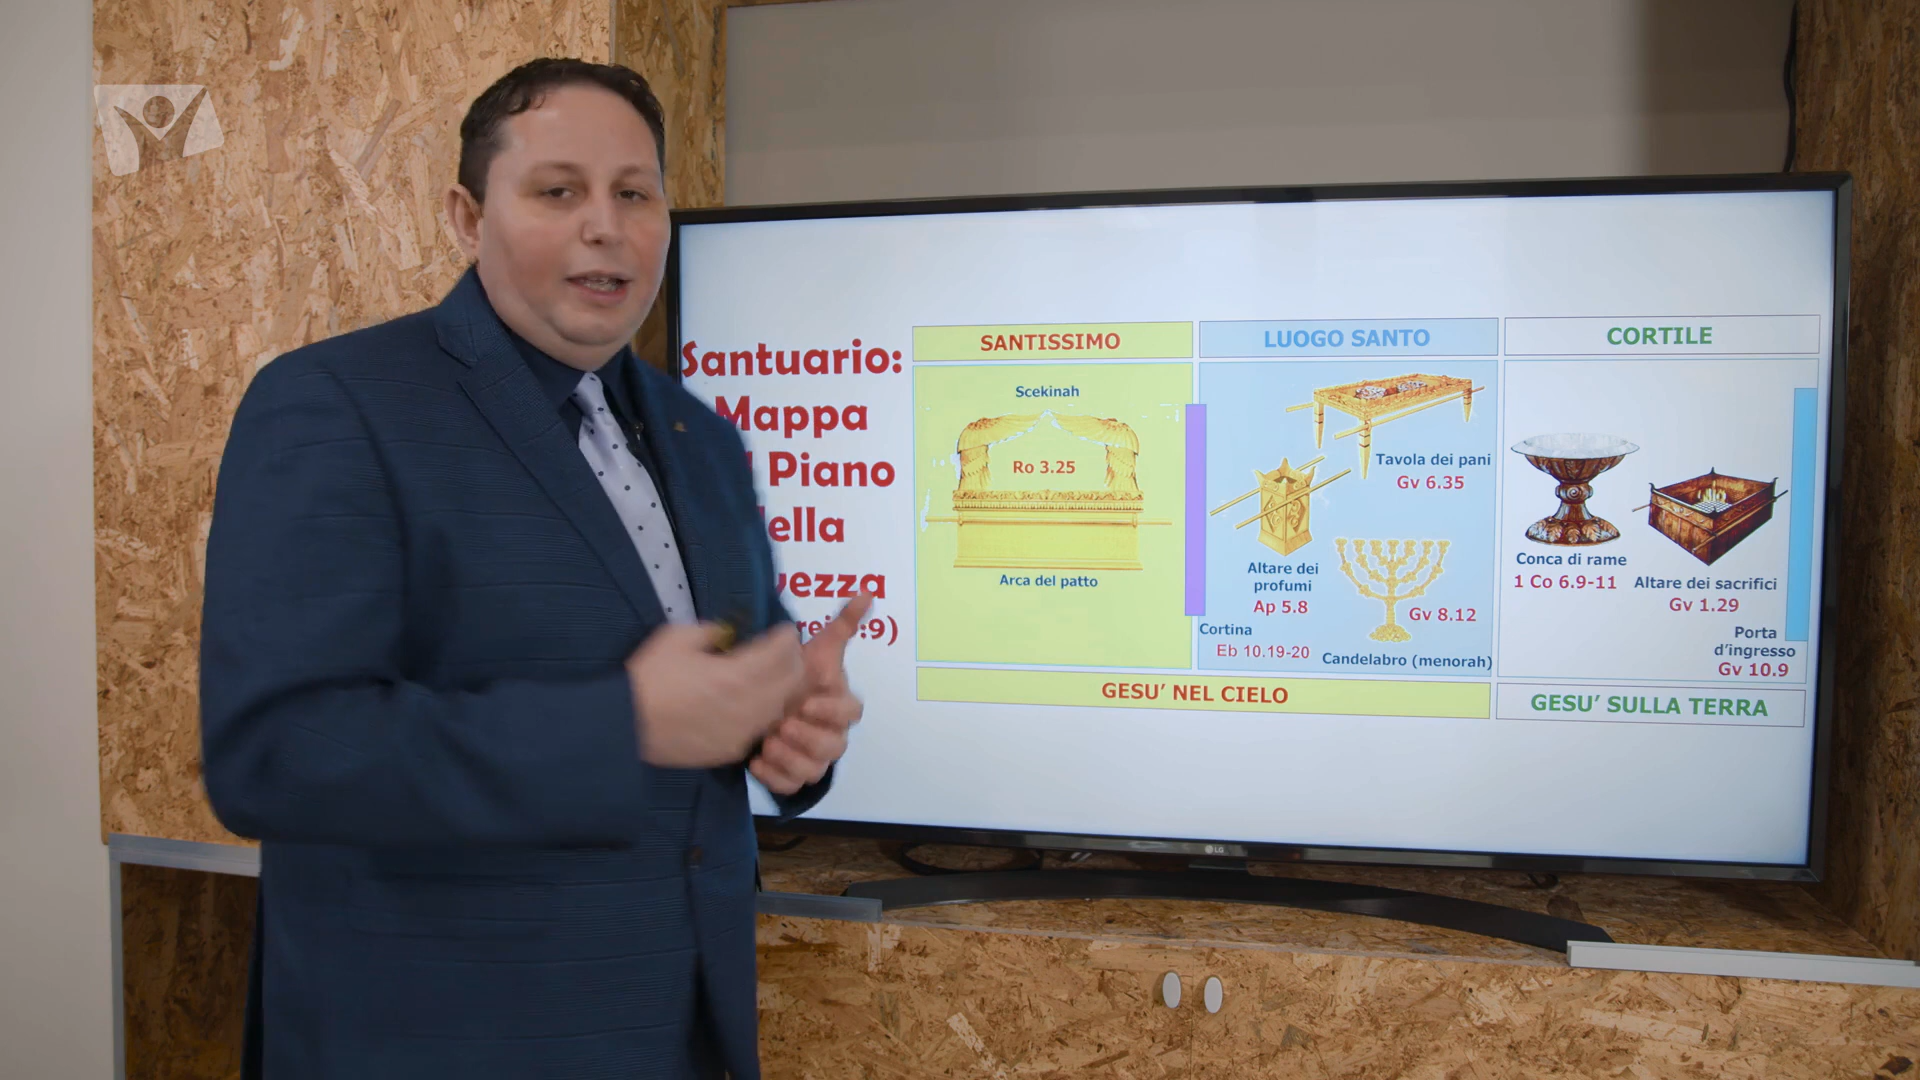 Santuario:
Mappa
Piano
della
SANTISSIMO
Scekinah
Ro 3.25
Arca del patto
LUOGO SANTO
Tavola dei pani
Gv 6.35
Altare dei
profumi
Ap 5.8
Gv 8.12
Cortina
Eb 10.19-20
Candelabro (menorah)
CORTILE
Conca di rame
1 Co 6.9-11
Altare dei sacrifici
Gv 1.29
Porta
d'ingresso
Gv 10.9
GESU' NEL CIELO
GESU' SULLA TERRA
LG